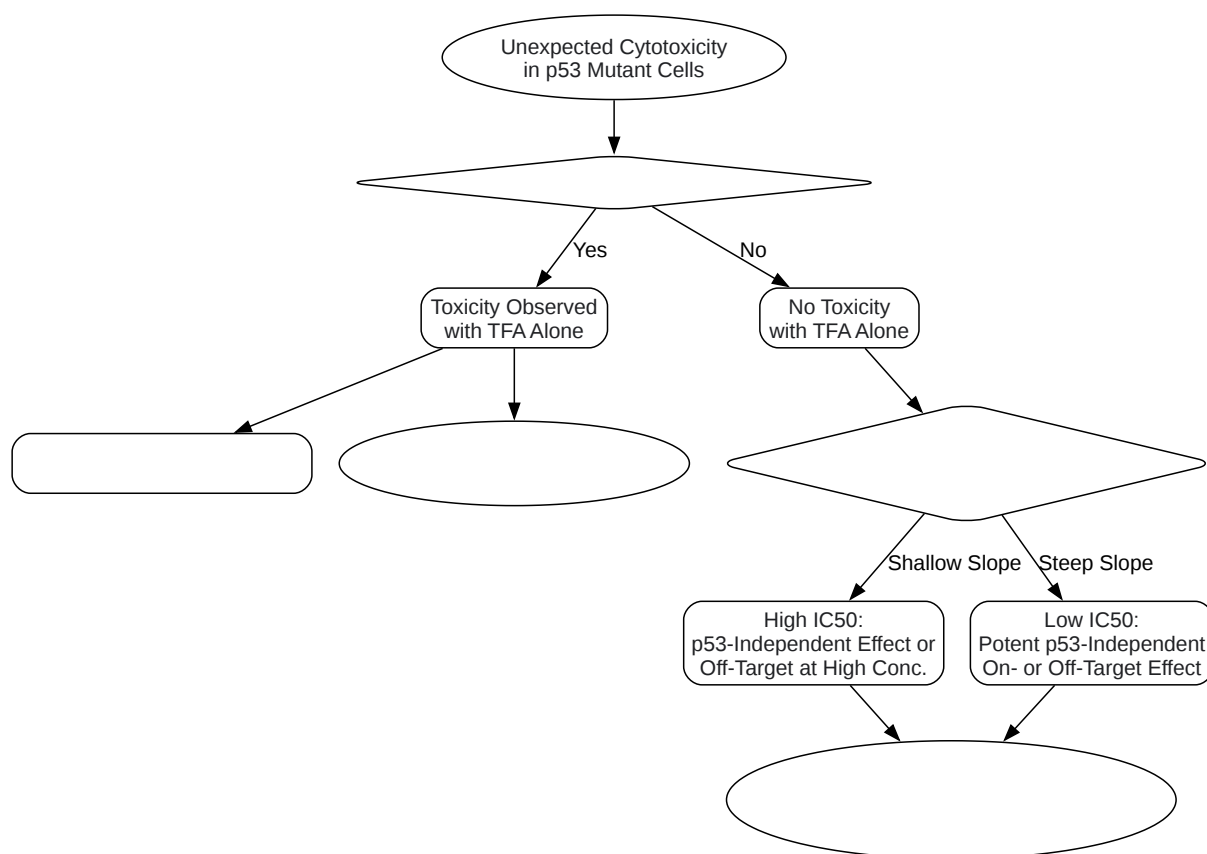 Unexpected Cytotoxicity
in p53 Mutant Cells
Yes
No
Toxicity Observed
with TFA Alone
No Toxicity
with TFA Alone
Shallow Slope
Steep Slope
High IC50:
p53-Independent Effect or
Off-Target at High Conc.
Low IC50:
Potent p53-Independent
On- or Off-Target Effect